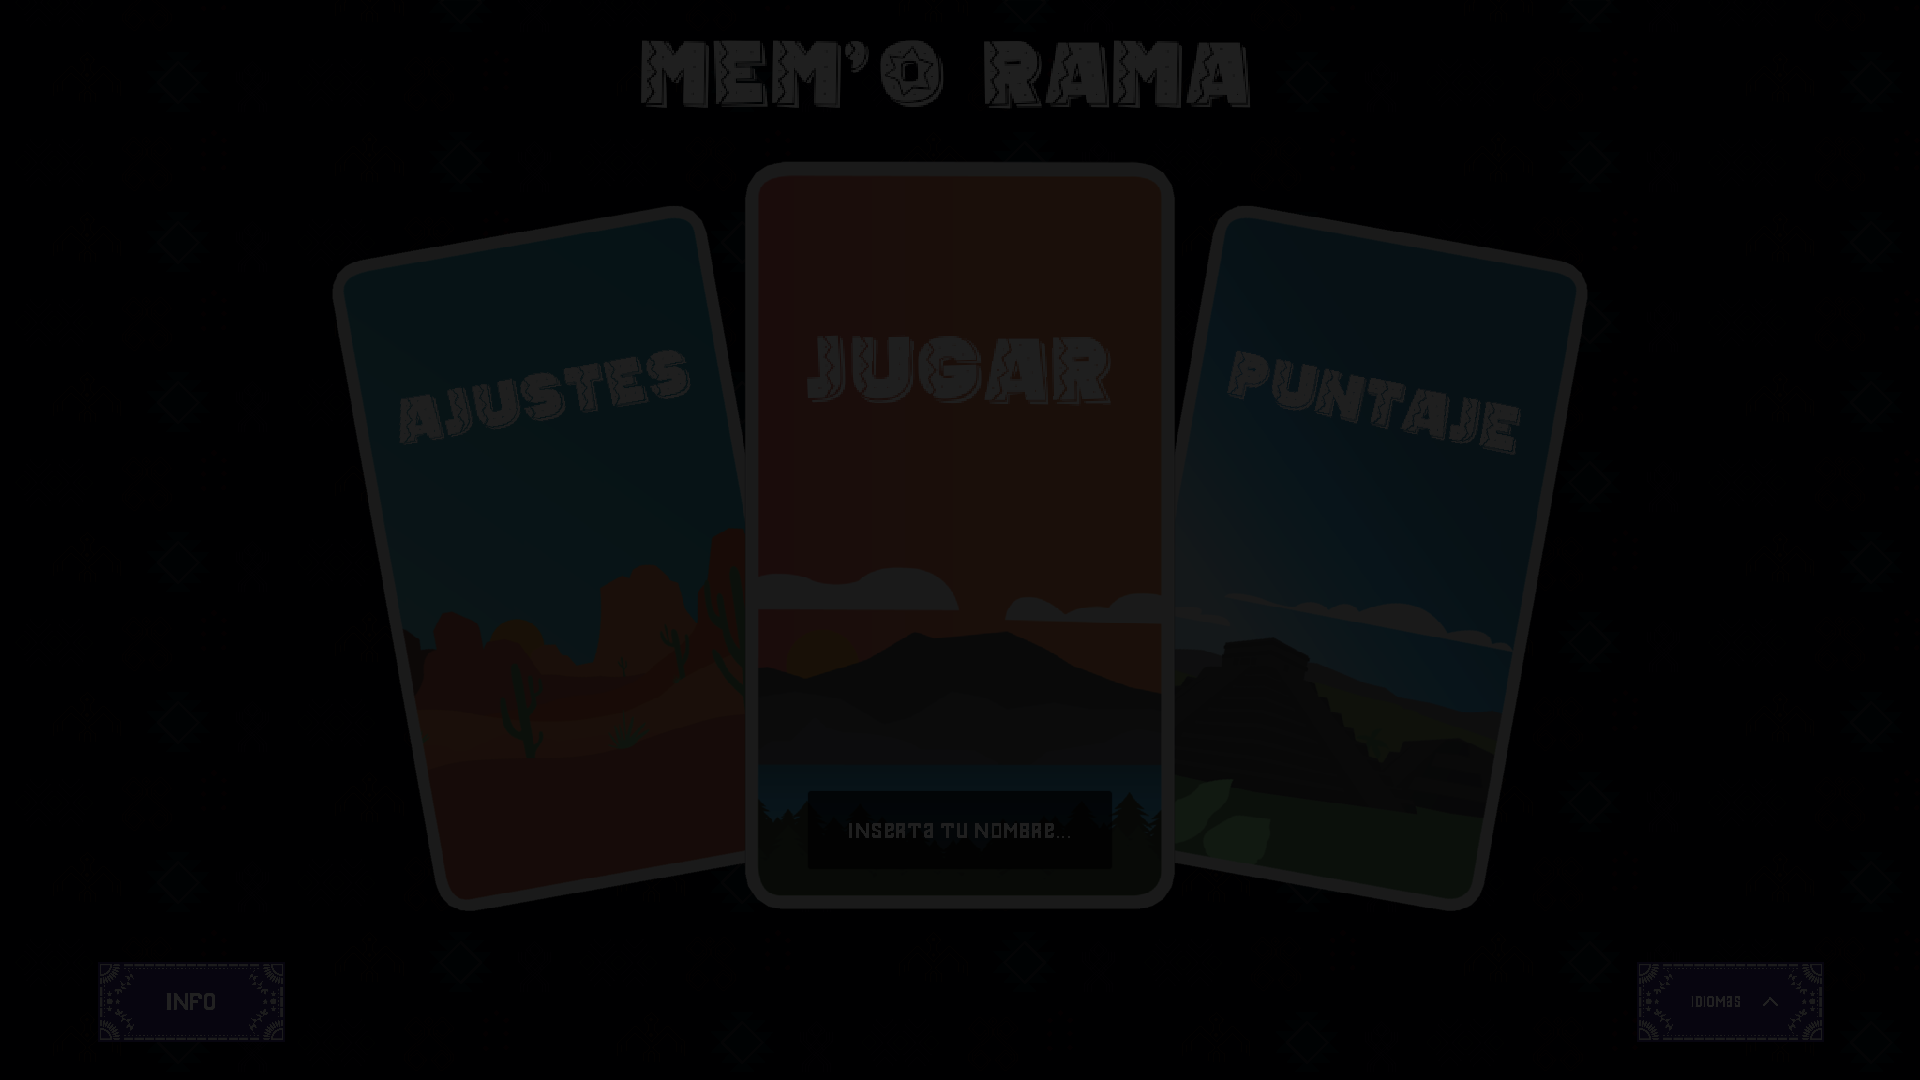 MEM'O RAMA
AJUSTES
JUGAR
PUNTAJE
INSERTA TU NOMBRE...
INFO
IDIOMAS